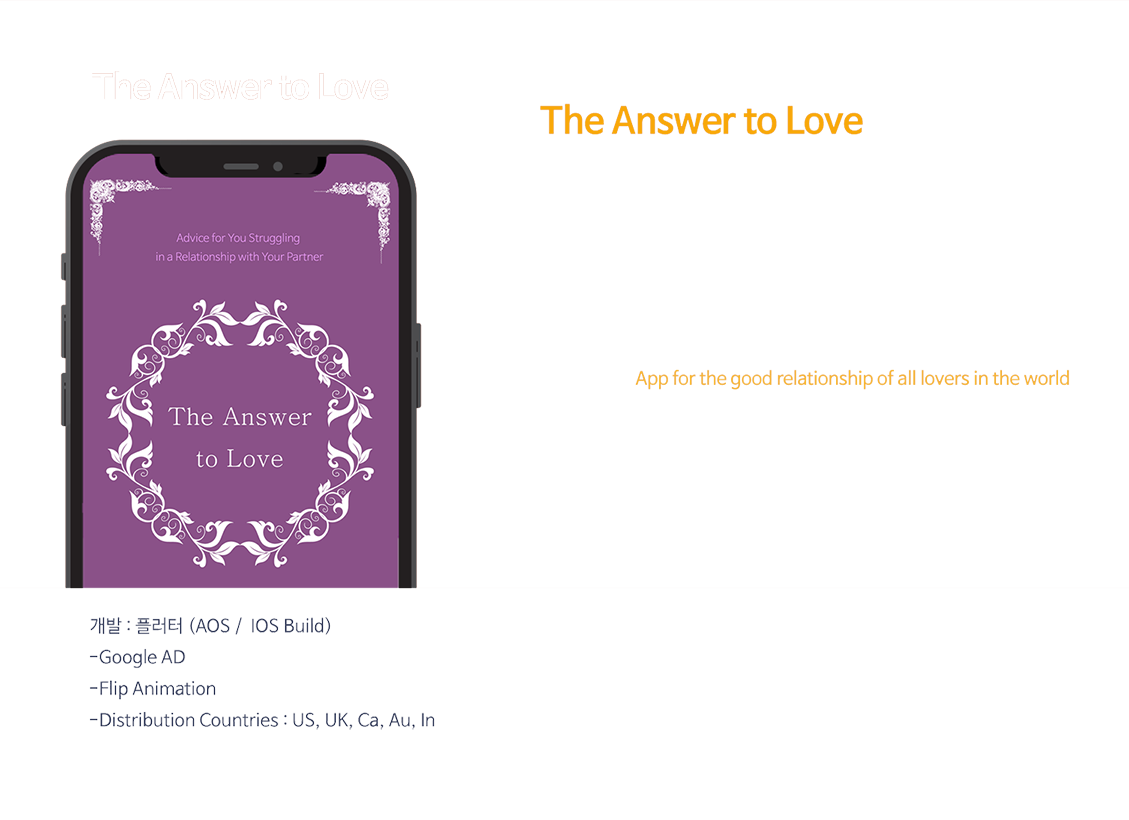 The Answer to Love
The Answer to Love
Advice for You Struggling
in a Relationship with Your Partner
The Answer
to Love
App for the good relationship of all lovers in the world
개발 : 플러터 (AOS / IOS Build)
-Google AD
-Flip Animation
-Distribution Countries : US, UK, Ca, Au, In